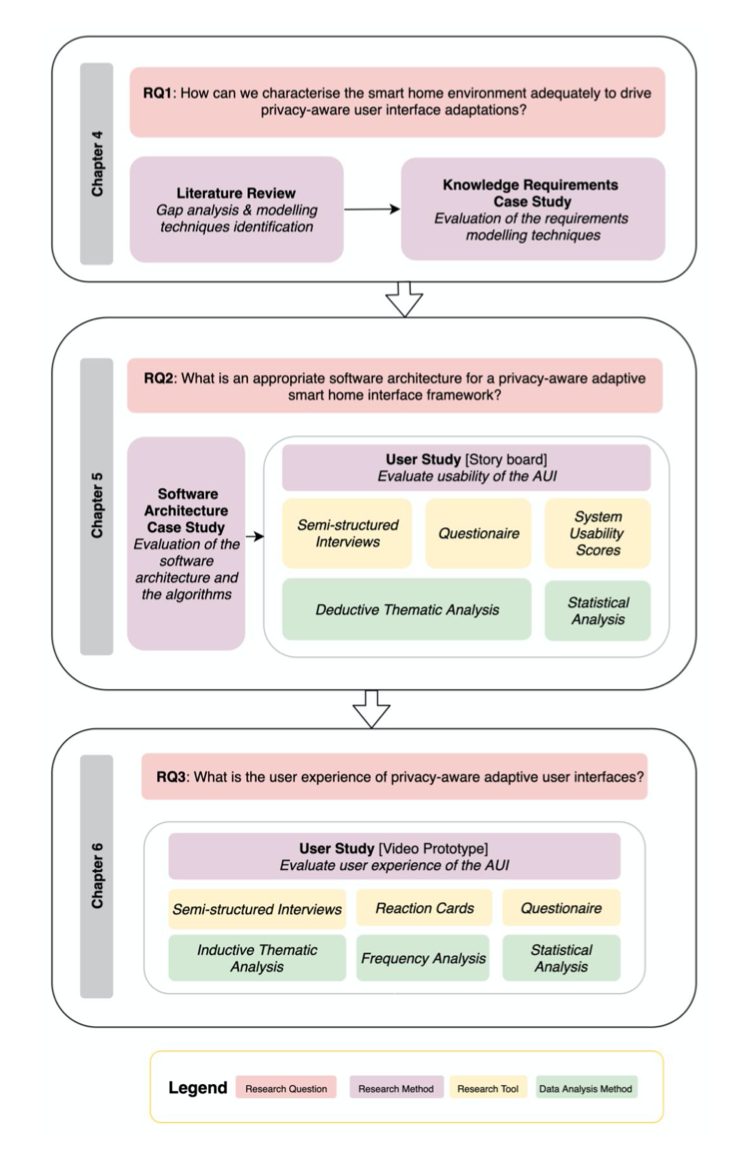 Chapter 4
RQ1: How can we characterise the smart home environment adequately to drive
privacy-aware user interface adaptations?
Literature Review
Gap analysis & modelling
techniques identification
Knowledge Requirements
Case Study
Evaluation of the requirements
modelling techniques
Chapter 5
RQ2: What is an appropriate software architecture for a privacy-aware adaptive
smart home interface framework?
Software
Architecture
Case Study
Evaluation of the
software
architecture and
the algorithms
User Study [Story board]
Evaluate usability of the AUI
Semi-structured
Interviews
Questionaire
System
Usability
Scores
Deductive Thematic Analysis
Statistical
Analysis
Chapter 6
RQ3: What is the user experience of privacy-aware adaptive user interfaces?
User Study [Video Prototype]
Evaluate user experience of the AUI
Semi-structured Interviews
Reaction Cards
Questionaire
Inductive Thematic
Analysis
Frequency Analysis
Statistical
Analysis
Legend
Research Question
Research Method
Research Tool
Data Analysis Method